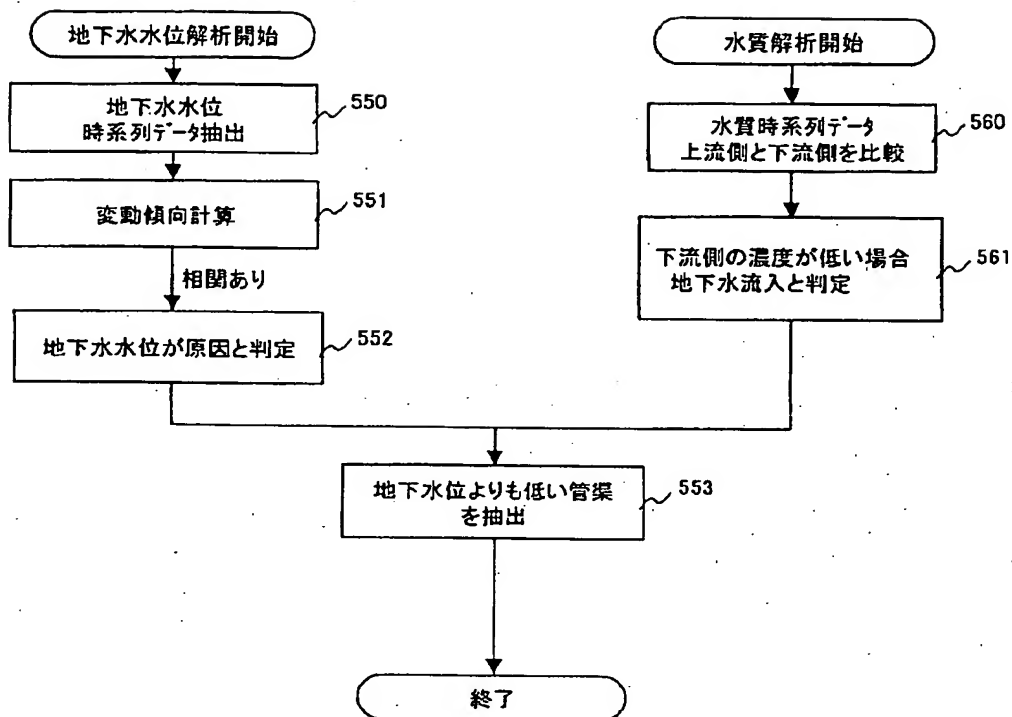 地下水水位解析開始
地下水水位
時系列データ抽出
550
変動傾向計算
551
相関あり
地下水水位が原因と判定
552
水質解析開始
水質時系列データ
上流側と下流側を比較
560
下流側の濃度が低い場合
地下水流入と判定
561
地下水位よりも低い管渠
を抽出
553
終了